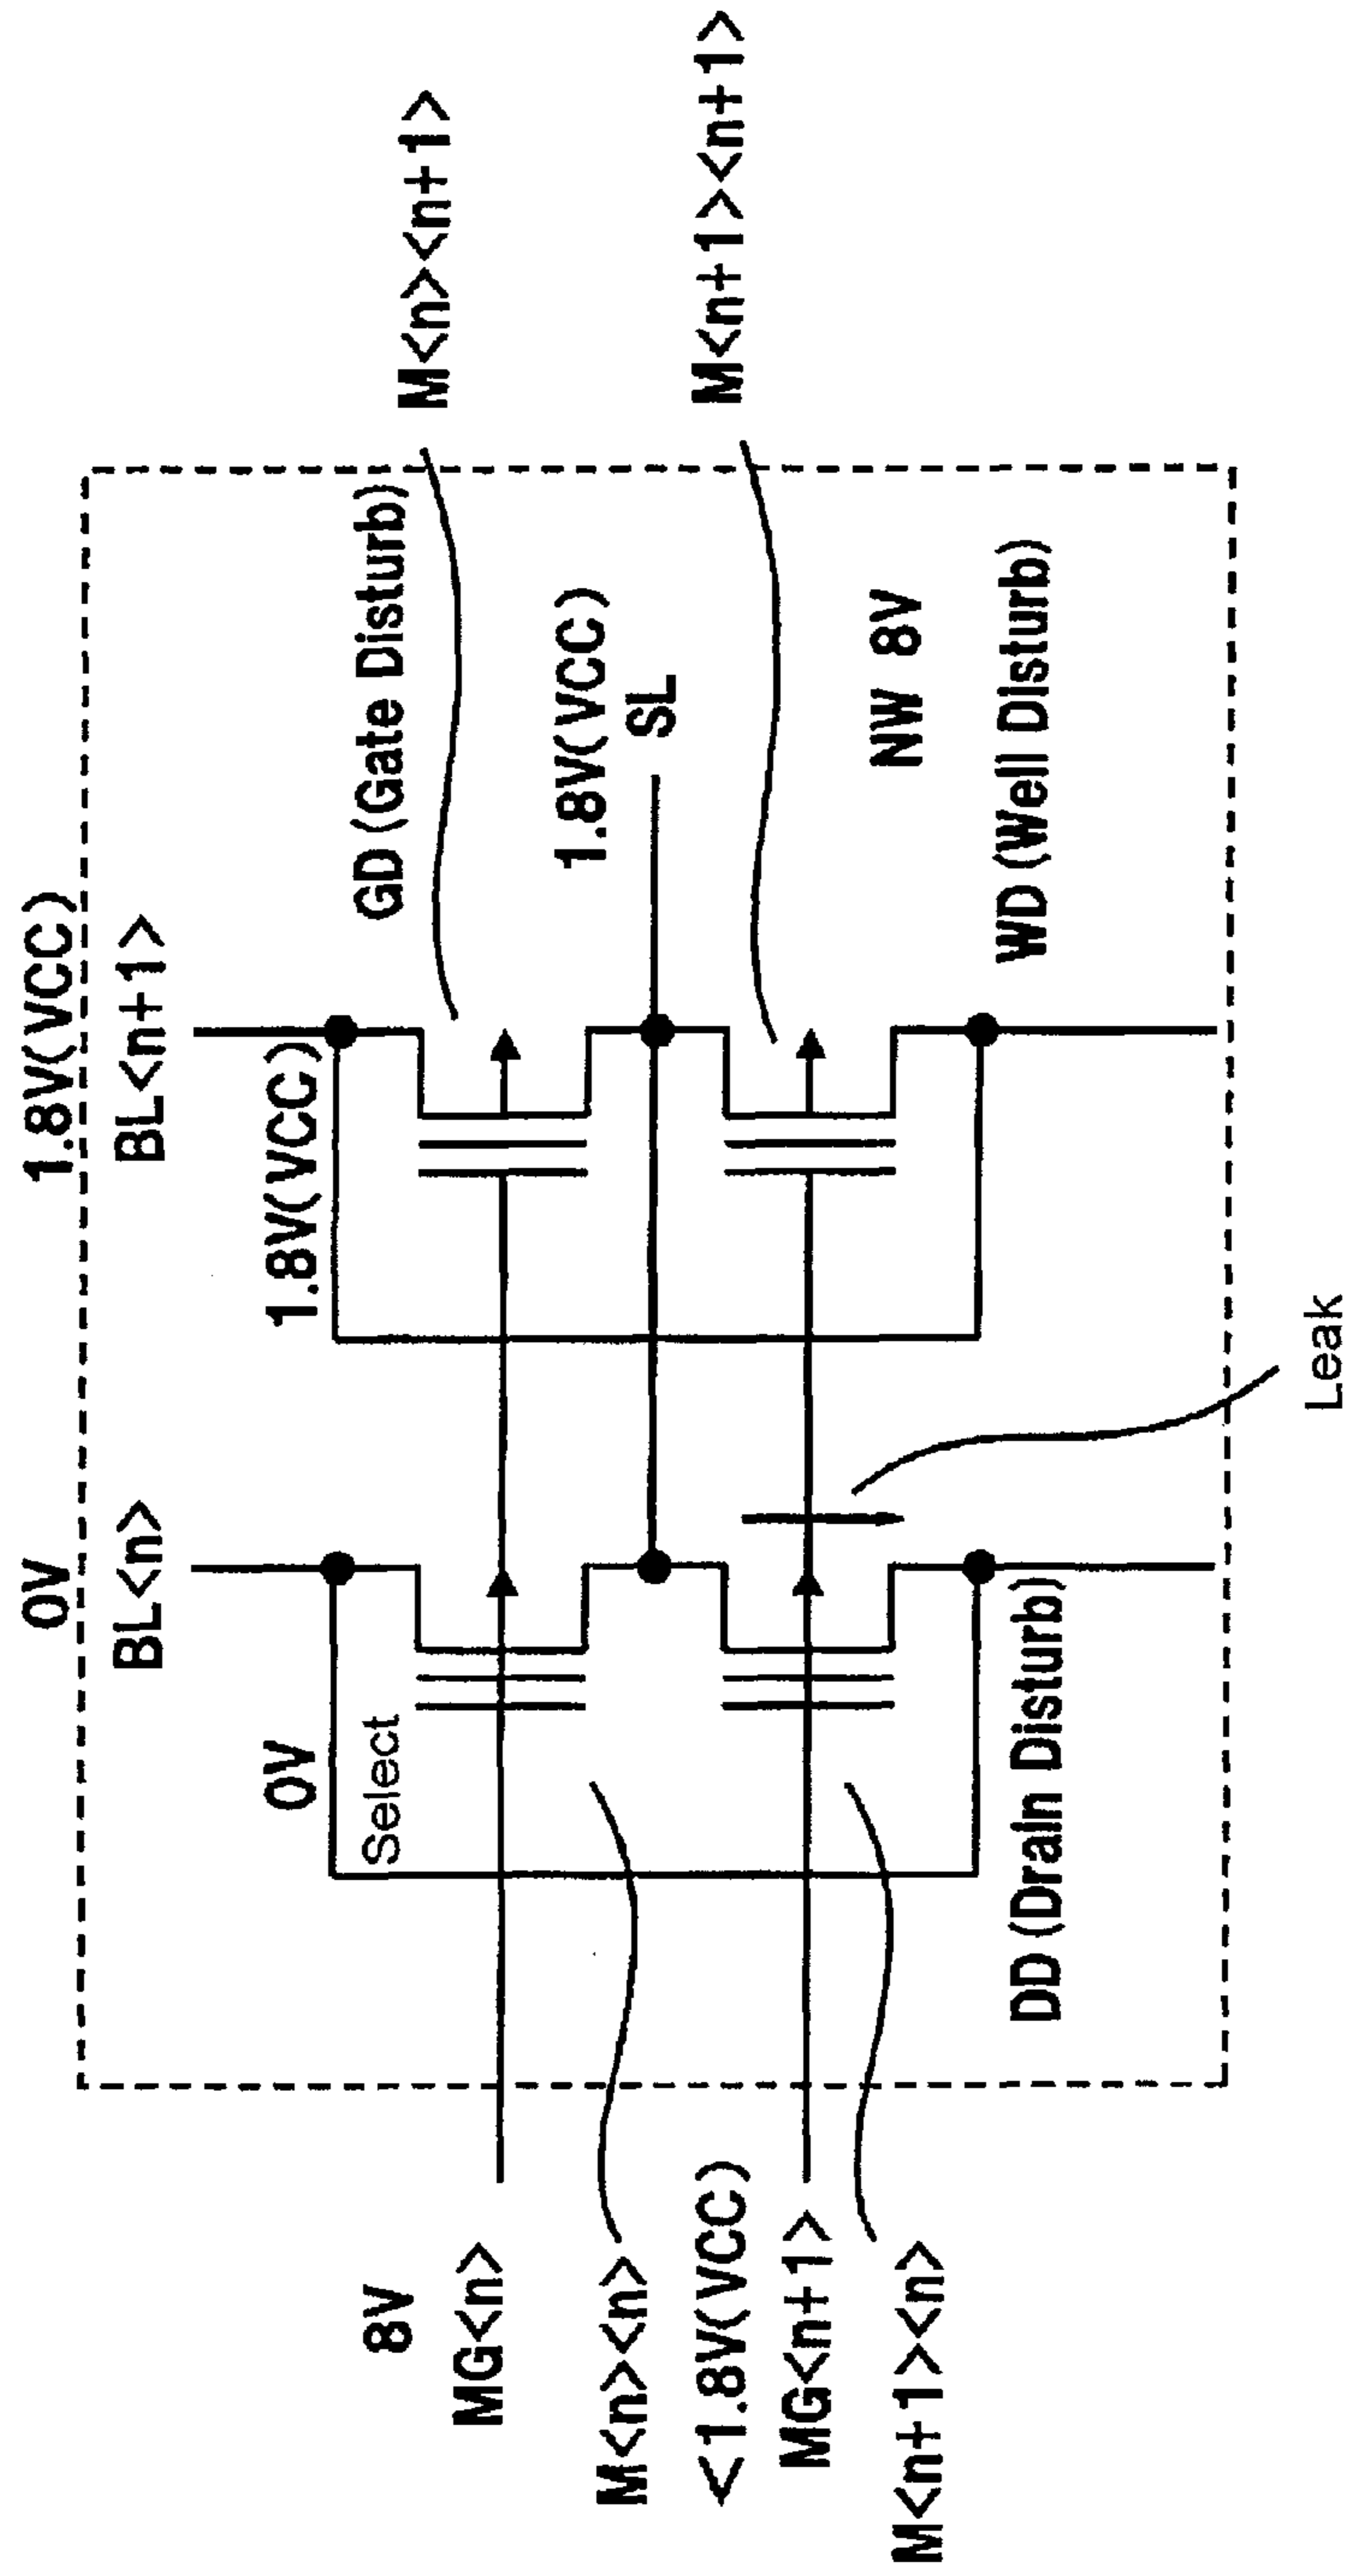 0V
1.8V(VCC)
BL<n>
BL<n+1>
0V
1.8V(VCC)
Select
GD (Gate Disturb)
8V
MG<n>
M<n><n+1>
1.8V(VCC)
SL
M<n><n>
<1.8V(VCC)
MG<n+1>
M<n+1><n+1>
NW 8V
M<n+1><n>
DD (Drain Disturb)
WD (Well Disturb)
Leak